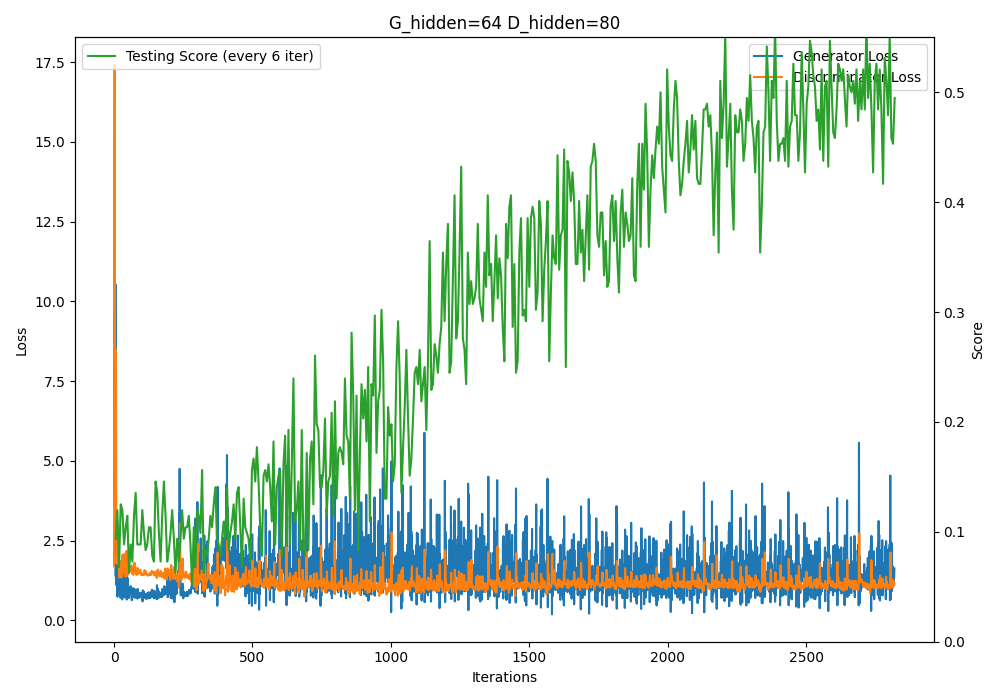 G_hidden=64 D_hidden=80
Testing Score (every 6 iter)
Generator Loss
Discriminator Loss
17.5
15.0
12.5
10.0
7.5
5.0
2.5
0.0
Loss
0.5
0.4
0.3
0.2
0.1
0.0
Score
0
500
1000
1500
2000
2500
Iterations